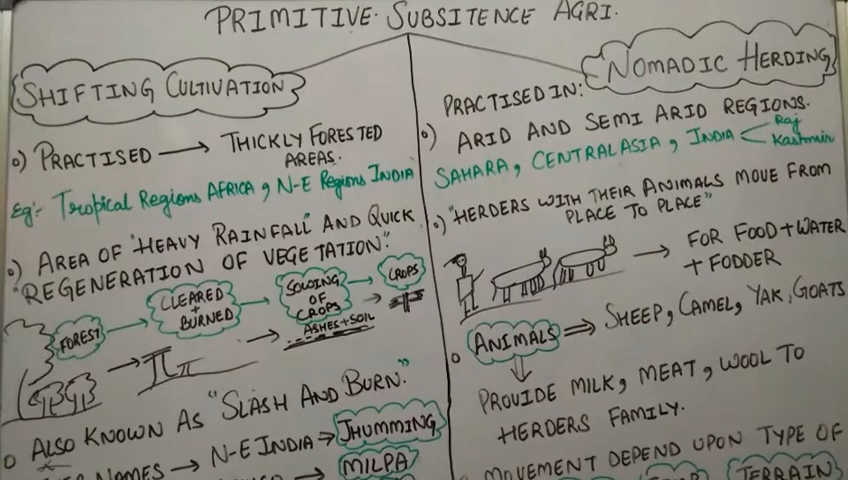 PRIMITIVE SUBSITENCE AGRI.
SHIFTING CULTIVATION
o) PRACTISED → THICKLY FORESTED
AREAS.
Eg:- Tropical Regions AFRICA, N-E Regions INDIA
o) AREA OF "HEAVY RAINFALL" AND QUICK
"REGENERATION OF VEGETATION".
FOREST → CLEARED + BURNED → SOWING OF CROPS → CROPS
ASHES + SOIL
o ALSO KNOWN AS "SLASH AND BURN."
NAMES → N-E INDIA → JHUMMING
→ MILPA
NOMADIC HERDING
PRACTISED IN:
o) ARID AND SEMI ARID REGIONS.
SAHARA, CENTRAL ASIA, INDIA < Raj
Kashmir
o) "HERDERS WITH THEIR ANIMALS MOVE FROM
PLACE TO PLACE"
→ FOR FOOD + WATER
+ FODDER
o ANIMALS ⇒ SHEEP, CAMEL, YAK, GOATS
PROVIDE MILK, MEAT, WOOL TO
HERDERS FAMILY.
MOVEMENT DEPEND UPON TYPE OF
TERRAIN